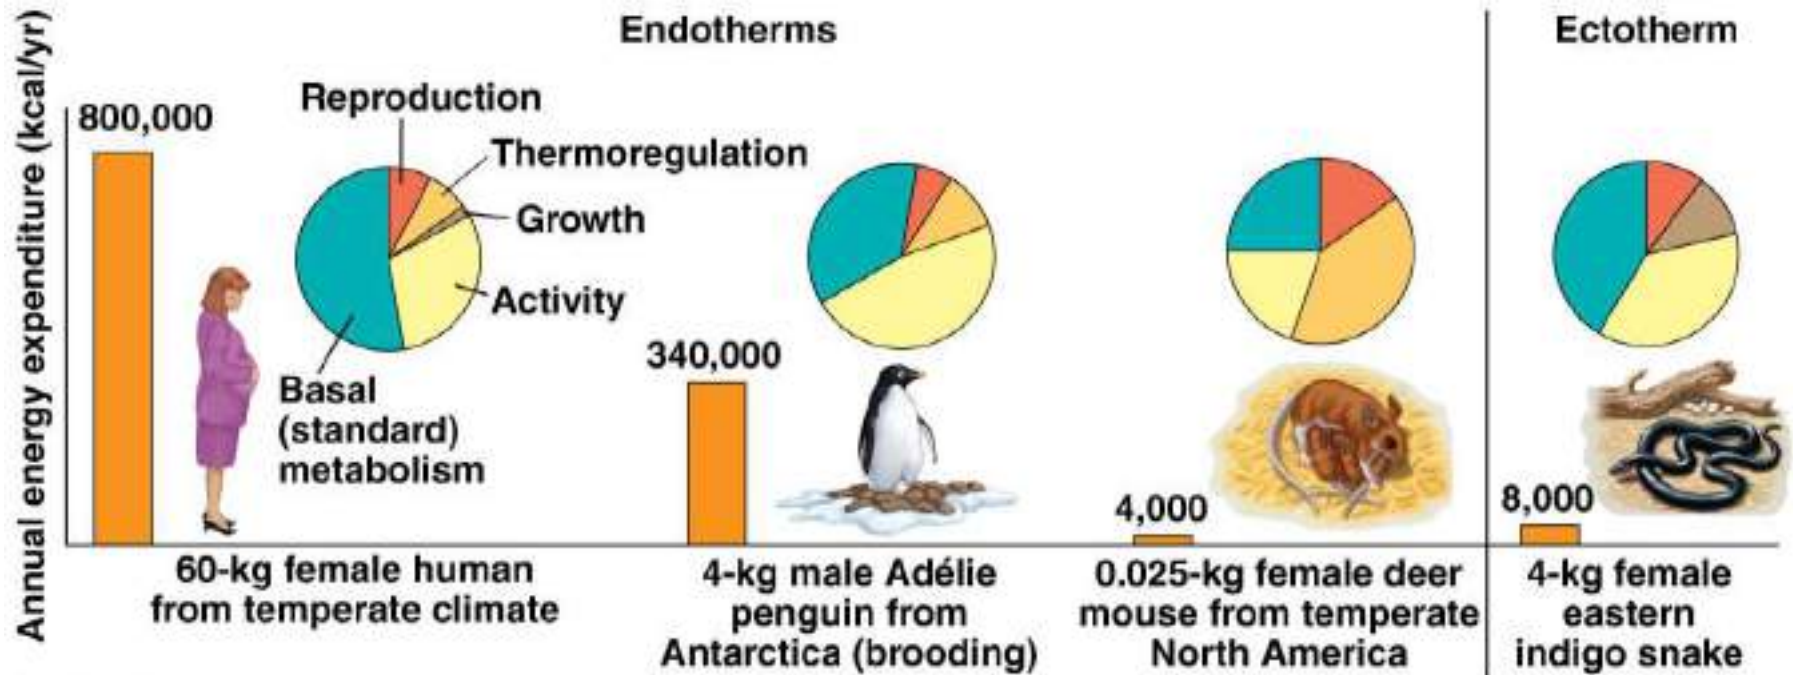 Annual energy expenditure (kcal/yr)
Endotherms
Ectotherm
800,000
Reproduction
Thermoregulation
Growth
Activity
Basal
(standard)
metabolism
340,000
4,000
8,000
60-kg female human
from temperate climate
4-kg male Adélie
penguin from
Antarctica (brooding)
0.025-kg female deer
mouse from temperate
North America
4-kg female
eastern
indigo snake